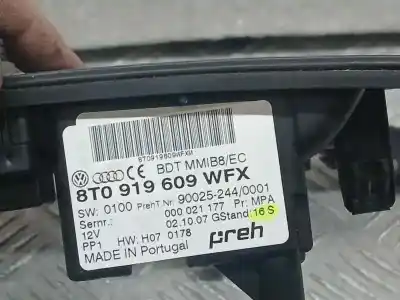 8T0919609WFXM
BDT MMIB8/EC
8T0 919 609 WFX
SW: 0100 PrehT Nr: 90025-244/0001
Sernr.: 000 021 177 Pr: MPA
12V 02.10.07 GStand: 16 S
PP1 HW: H07 0178
MADE IN Portugal preh